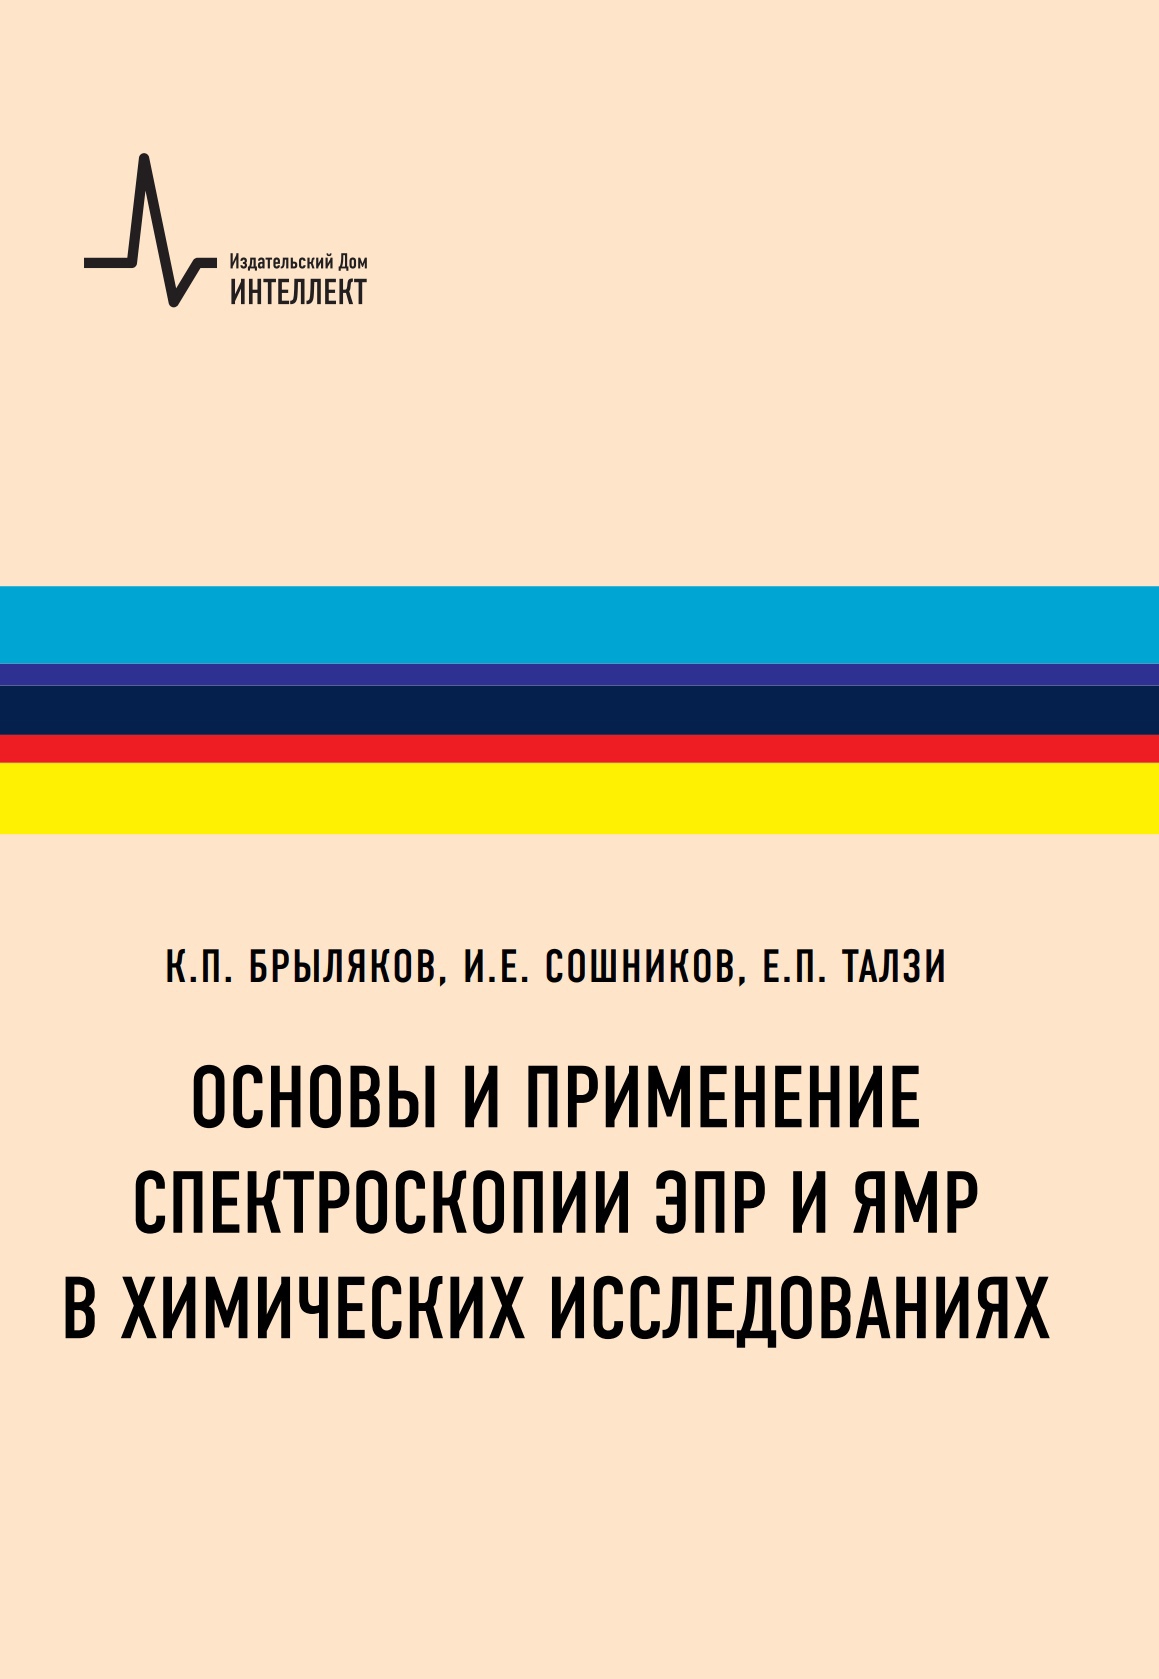 Издательский Дом
ИНТЕЛЛЕКТ
К.П. БРЫЛЯКОВ, И.Е. СОШНИКОВ, Е.П. ТАЛЗИ
ОСНОВЫ И ПРИМЕНЕНИЕ
СПЕКТРОСКОПИИ ЭПР И ЯМР
В ХИМИЧЕСКИХ ИССЛЕДОВАНИЯХ